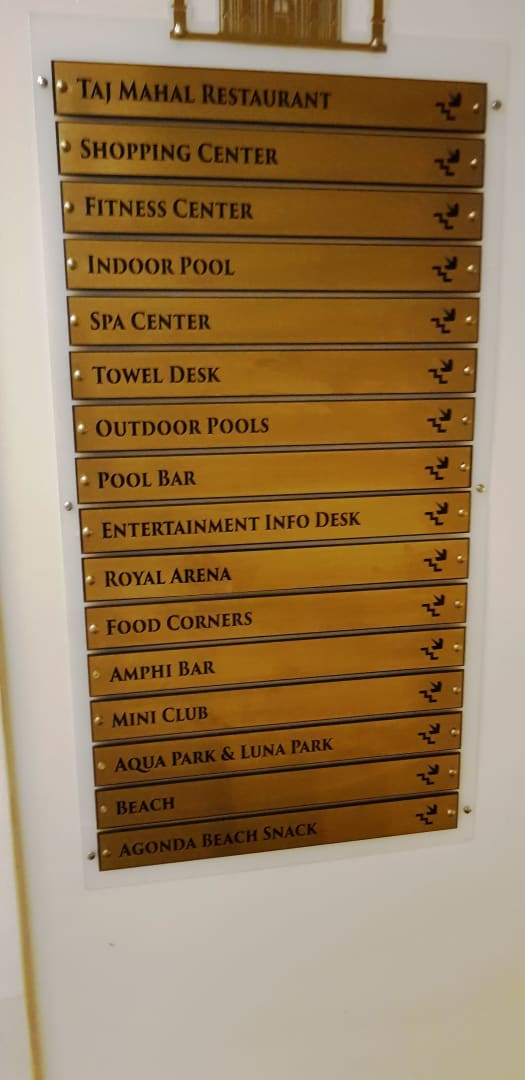 TAJ MAHAL RESTAURANT
SHOPPING CENTER
FITNESS CENTER
INDOOR POOL
SPA CENTER
TOWEL DESK
OUTDOOR POOLS
POOL BAR
ENTERTAINMENT INFO DESK
ROYAL ARENA
FOOD CORNERS
AMPHI BAR
MINI CLUB
AQUA PARK & LUNA PARK
BEACH
AGONDA BEACH SNACK